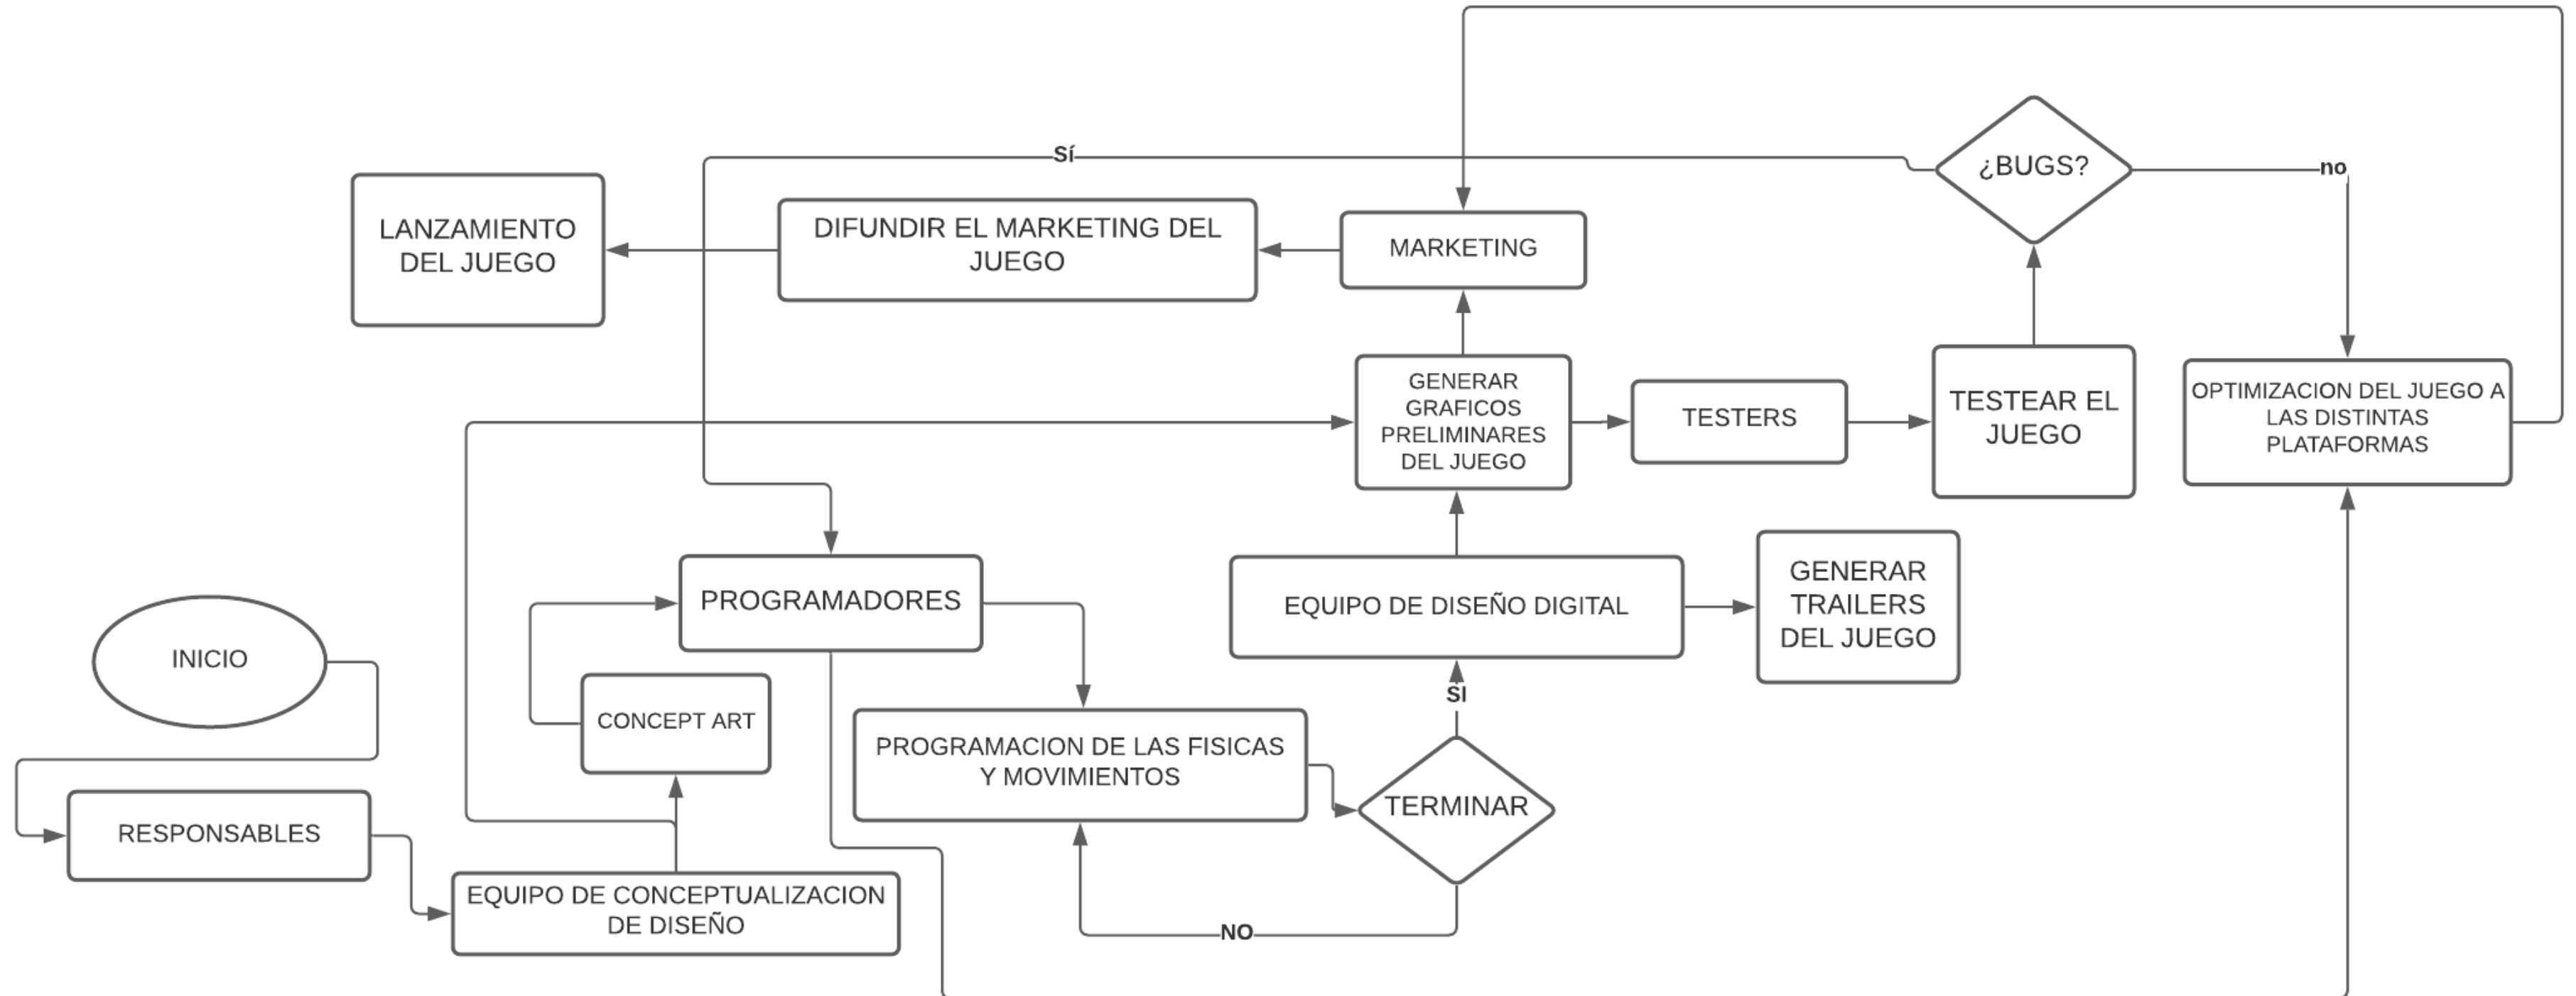 Sí
¿BUGS?
no
LANZAMIENTO
DEL JUEGO
DIFUNDIR EL MARKETING DEL
JUEGO
MARKETING
GENERAR
GRAFICOS
PRELIMINARES
DEL JUEGO
TESTERS
TESTEAR EL
JUEGO
OPTIMIZACION DEL JUEGO A
LAS DISTINTAS
PLATAFORMAS
PROGRAMADORES
EQUIPO DE DISEÑO DIGITAL
GENERAR
TRAILERS
DEL JUEGO
INICIO
CONCEPT ART
SI
PROGRAMACION DE LAS FISICAS
Y MOVIMIENTOS
TERMINAR
RESPONSABLES
EQUIPO DE CONCEPTUALIZACION
DE DISEÑO
NO